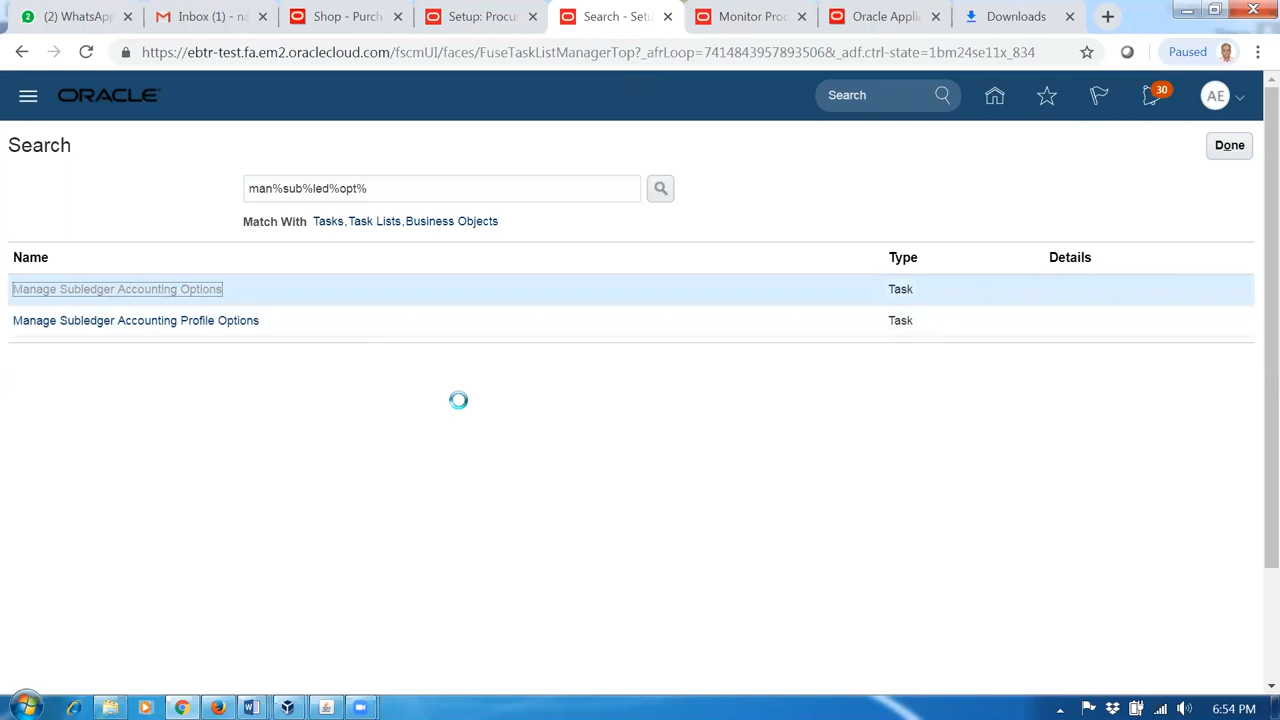 (2) WhatsAp
Inbox (1) - na
Shop - Purch
Setup Prod
Search - Setu
Monitor Proc
Oracle Appli
Downloads
https://ebtr-test.fa.em2.oraclecloud.com/fscmUI/faces/FuseTaskListManagerTop?_afrLoop=7414843957893506&_adf.ctrl-state=1bm24se11x_834
Paused
ORACLE
Search
30
AE
Search
Done
man%sub%led%opt%
Match With Tasks, Task Lists, Business Objects
Name Type Details
Manage Subledger Accounting Options Task
Manage Subledger Accounting Profile Options Task
6:54 PM